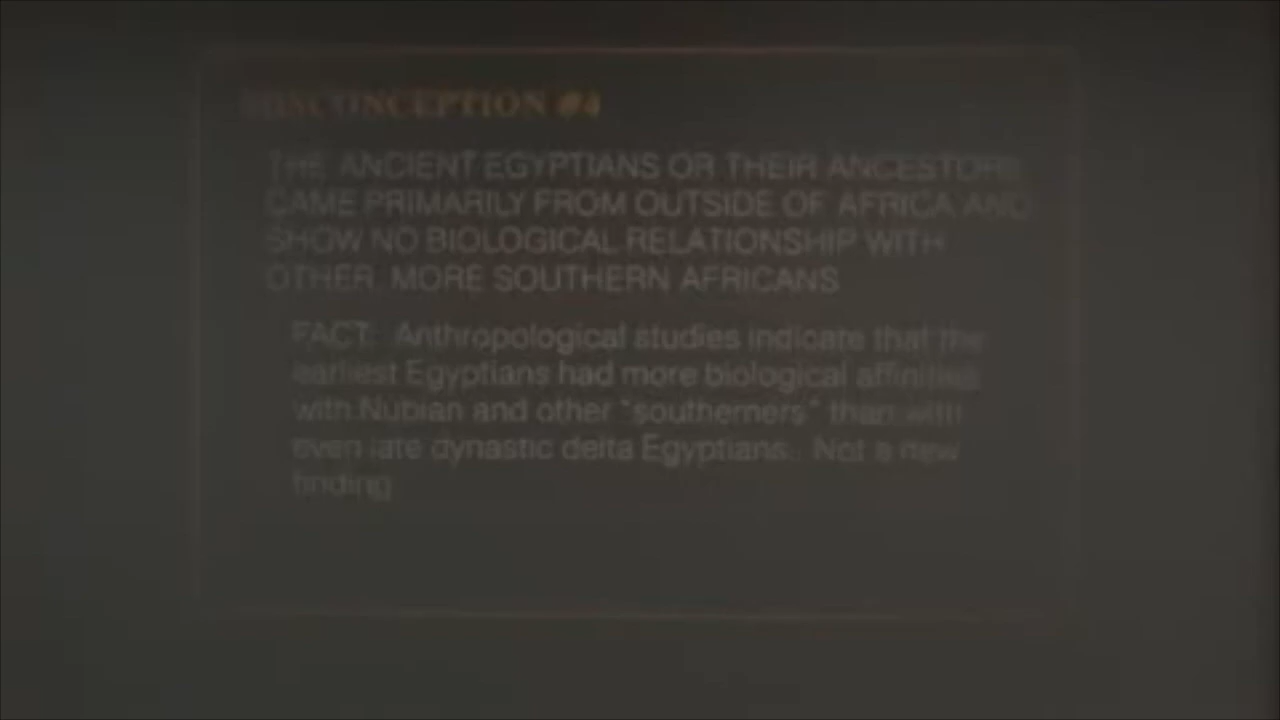 MISCONCEPTION #4
THE ANCIENT EGYPTIANS OR THEIR ANCESTORS
CAME PRIMARILY FROM OUTSIDE OF AFRICA AND
SHOW NO BIOLOGICAL RELATIONSHIP WITH
OTHER, MORE SOUTHERN AFRICANS
FACT: Anthropological studies indicate that the
earliest Egyptians had more biological affinities
with Nubian and other "southerners" than with
even late dynastic delta Egyptians. Not a new
finding